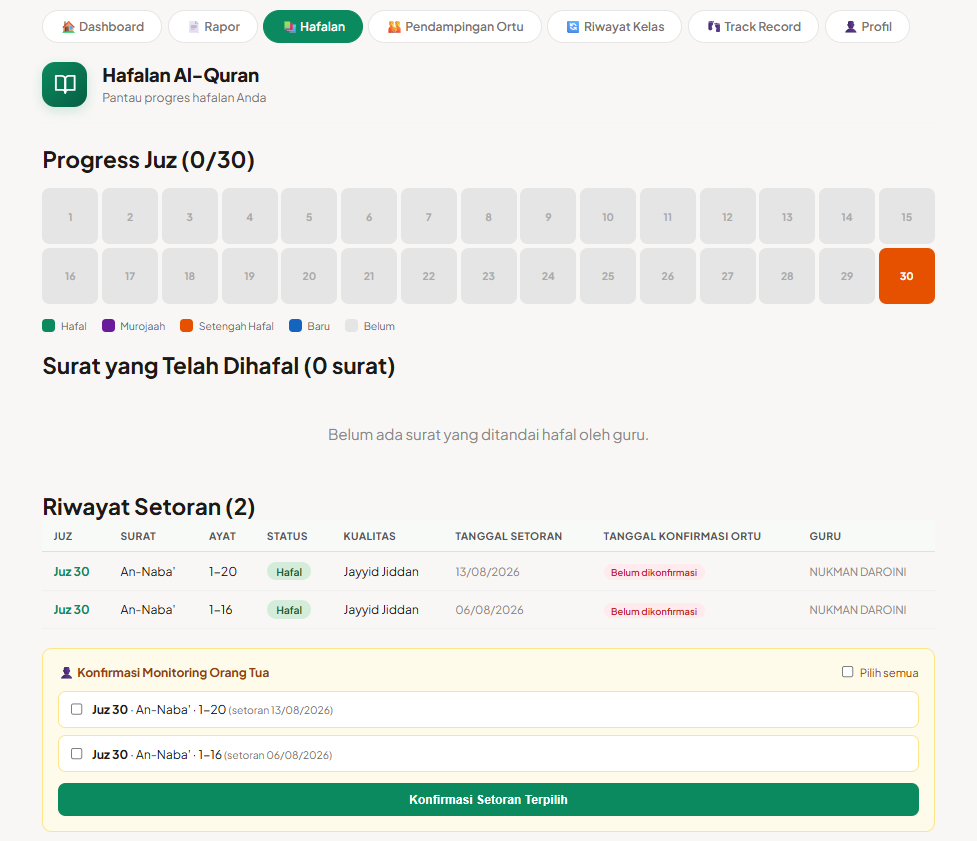 Dashboard Rapor Hafalan Pendampingan Ortu Riwayat Kelas Track Record Profil
Hafalan Al-Quran
Pantau progres hafalan Anda
Progress Juz (0/30)
1 2 3 4 5 6 7 8 9 10 11 12 13 14 15
16 17 18 19 20 21 22 23 24 25 26 27 28 29 30
Hafal Murojaah Setengah Hafal Baru Belum
Surat yang Telah Dihafal (0 surat)
Belum ada surat yang ditandai hafal oleh guru.
Riwayat Setoran (2)
JUZ SURAT AYAT STATUS KUALITAS TANGGAL SETORAN TANGGAL KONFIRMASI ORTU GURU
Juz 30 An-Naba' 1-20 Hafal Jayyid Jiddan 13/08/2026 Belum dikonfirmasi NUKMAN DAROINI
Juz 30 An-Naba' 1-16 Hafal Jayyid Jiddan 06/08/2026 Belum dikonfirmasi NUKMAN DAROINI
Konfirmasi Monitoring Orang Tua Pilih semua
Juz 30 · An-Naba' · 1-20 (setoran 13/08/2026)
Juz 30 · An-Naba' · 1-16 (setoran 06/08/2026)
Konfirmasi Setoran Terpilih